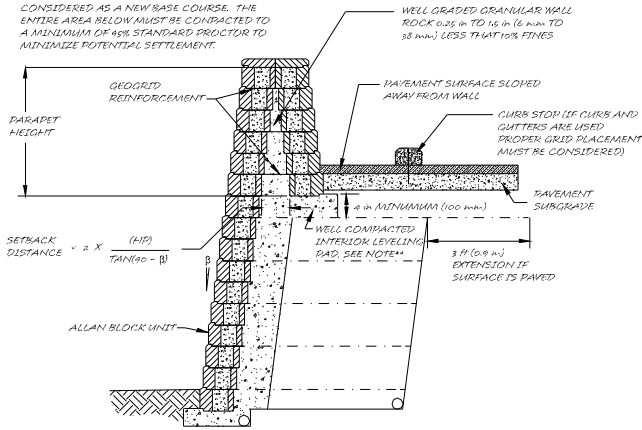 CONSIDERED AS A NEW BASE COURSE. THE
ENTIRE AREA BELOW MUST BE CONPACTED TO
A MINIMUM OF 95% STANDARD PROCTOR TO
MINIMIZE POTENTIAL SETTLEMENT.
WELL GRADED GRANULAR WALL
ROCK 0.25 in TO 1.5 in (6 mm TO
38 mm) LESS THAT 10% FINES
GEOGRID
REINFORCEMENT
PAVEMENT SURFACE SLOPED
AWAY FROM WALL
PARAPET
HEIGHT
CURB STOP (IF CURB AND
GUTTERS ARE USED
PROPER GRID PLACEMENT
MUST BE CONSIDERED)
4 in MINUMUM (100 mm)
PAVEMENT
SUBGRADE
SETBACK
DISTANCE = 2 X (HP)
TAN(90 - β)
β
WELL COMPACTED
INTERIOR LEVELING
PAD, SEE NOTE**
3 ft (0.9 m)
EXTENSION IF
SURFACE IS PAVED
ALLAN BLOCK UNIT